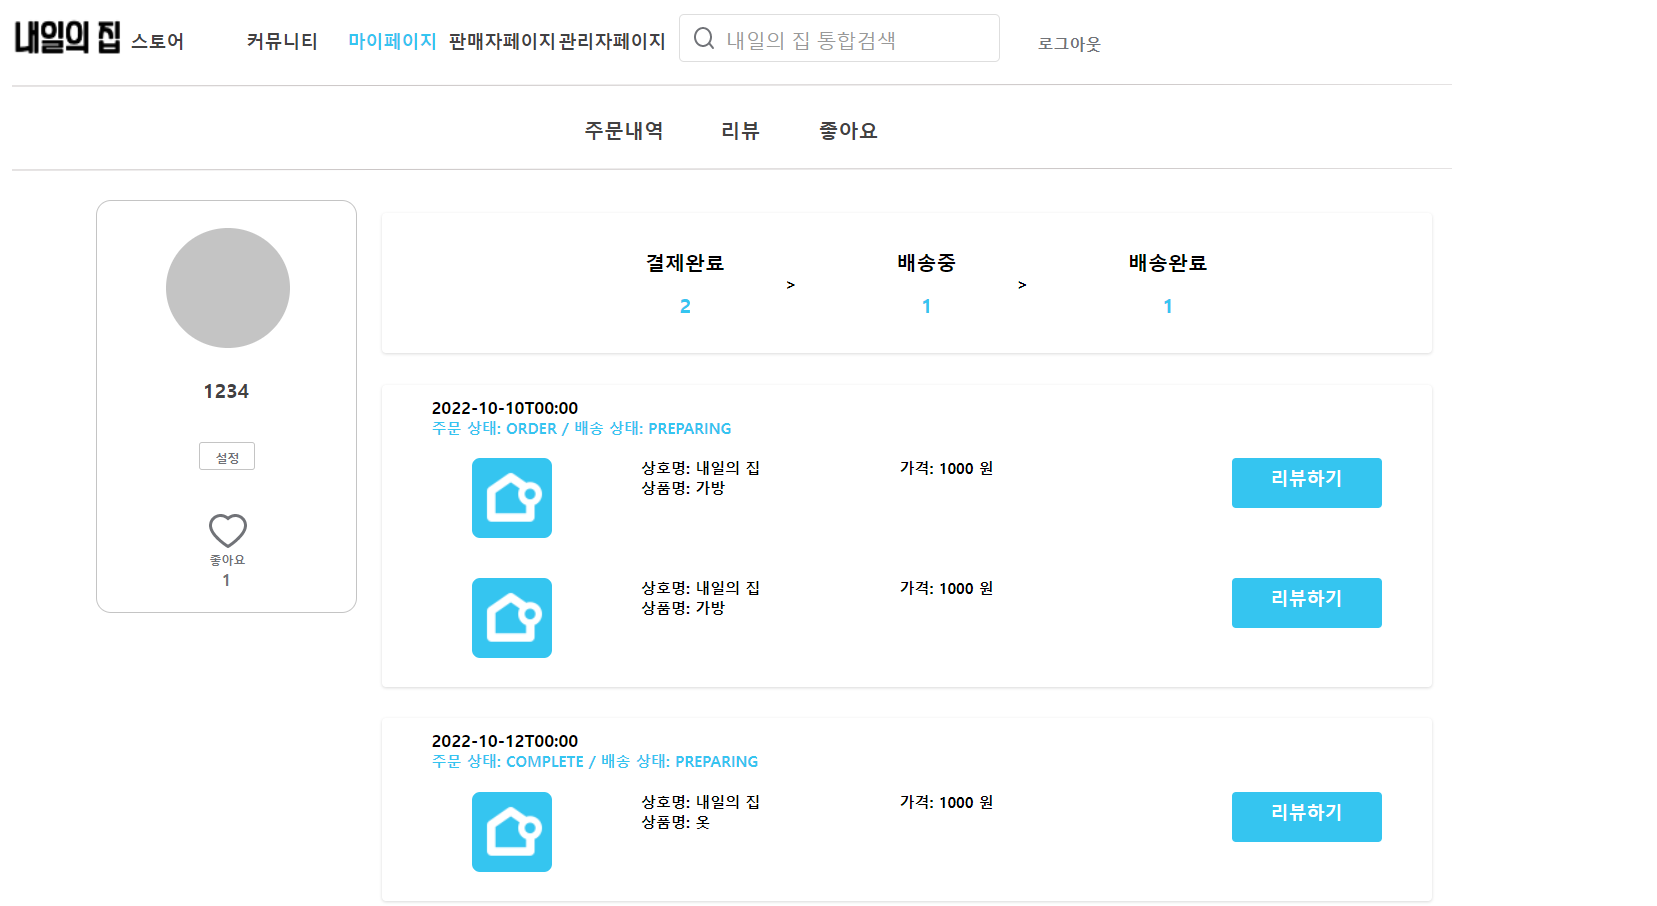 내일의 집 스토어 커뮤니티 마이페이지 판매자페이지 관리자페이지 내일의 집 통합검색 로그아웃
주문내역 리뷰 좋아요
1234
설정
좋아요
1
결제완료 > 배송중 > 배송완료
2 1 1
2022-10-10T00:00
주문 상태: ORDER / 배송 상태: PREPARING
상호명: 내일의 집 가격: 1000 원 리뷰하기
상품명: 가방
상호명: 내일의 집 가격: 1000 원 리뷰하기
상품명: 가방
2022-10-12T00:00
주문 상태: COMPLETE / 배송 상태: PREPARING
상호명: 내일의 집 가격: 1000 원 리뷰하기
상품명: 옷